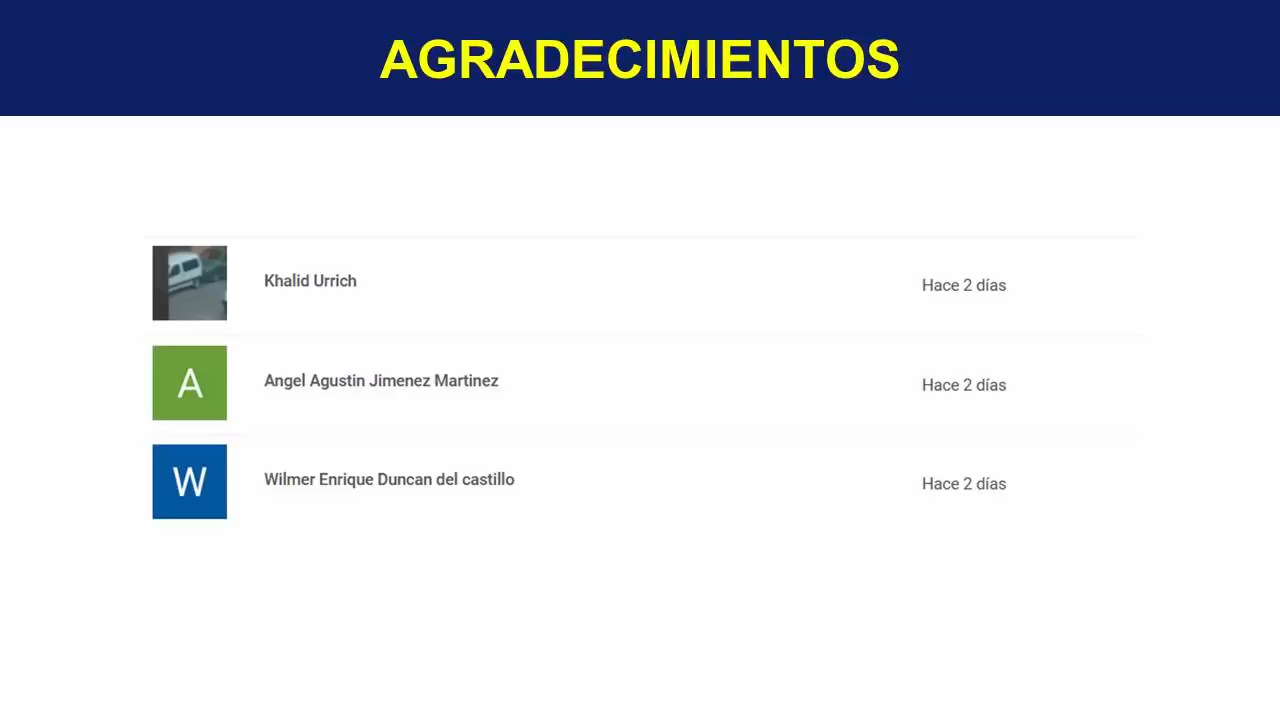 AGRADECIMIENTOS
Khalid Urrich
Hace 2 días
A
Angel Agustin Jimenez Martinez
Hace 2 días
W
Wilmer Enrique Duncan del castillo
Hace 2 días